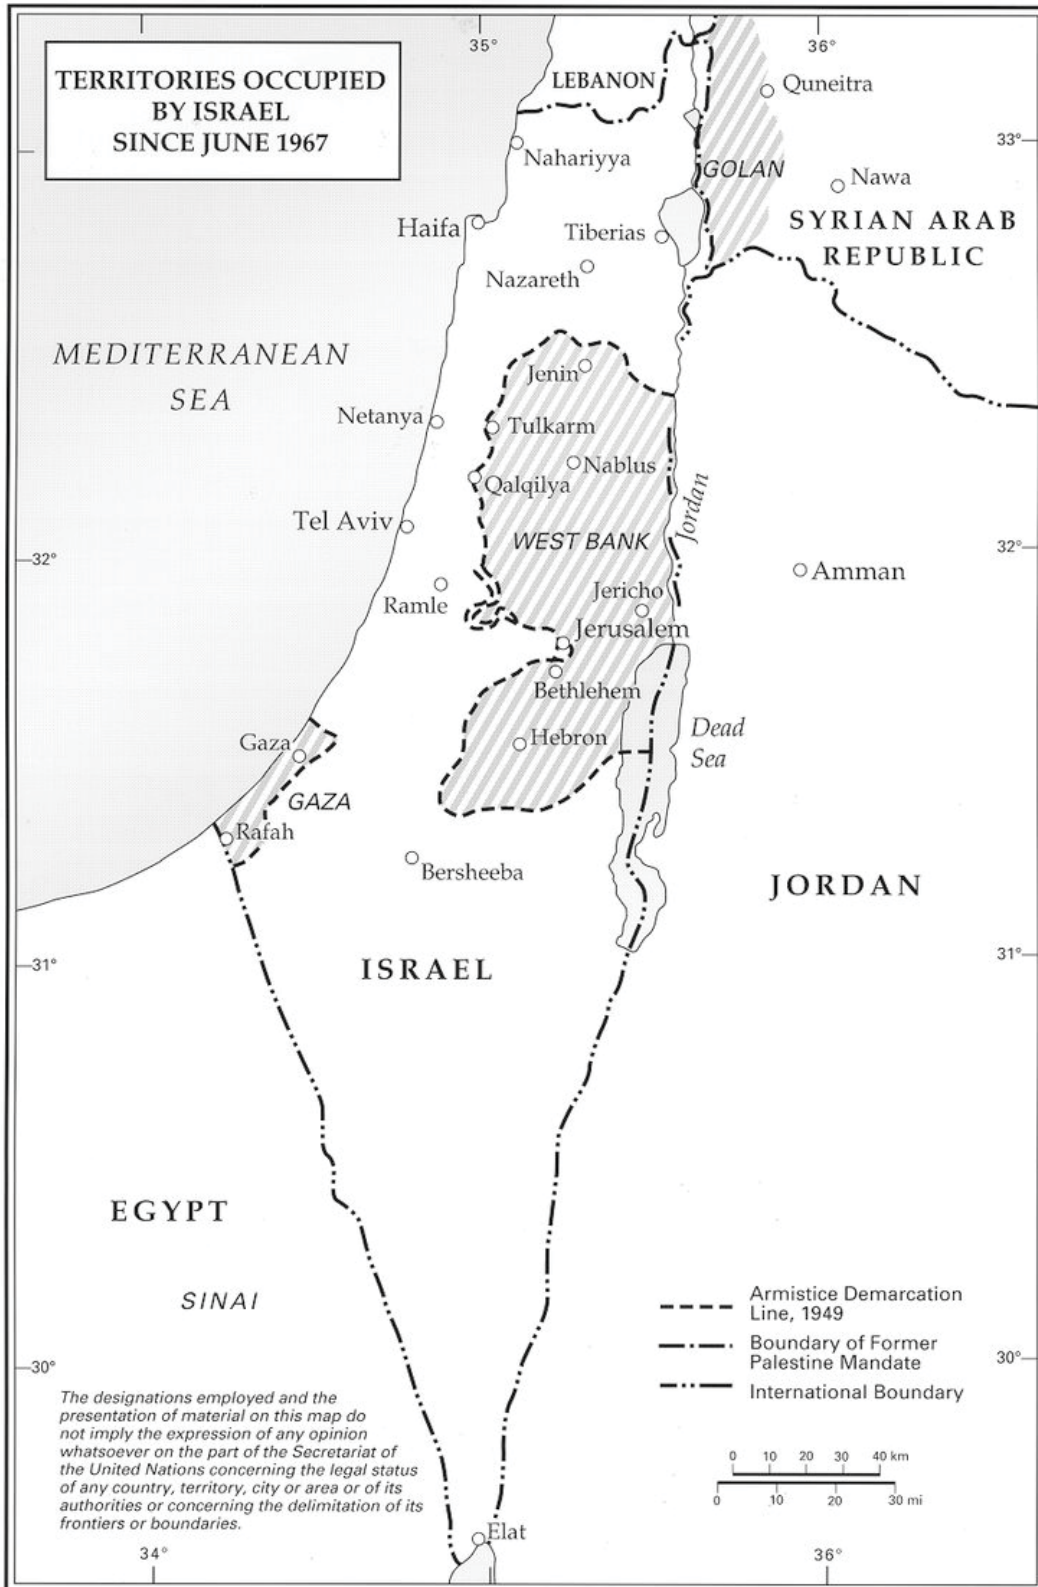 TERRITORIES OCCUPIED
BY ISRAEL
SINCE JUNE 1967
35°
36°
LEBANON
Quneitra
33°
Nahariyya
GOLAN
Nawa
Haifa
Tiberias
SYRIAN ARAB
REPUBLIC
Nazareth
MEDITERRANEAN
SEA
Jenin
Netanya
Tulkarm
Nablus
Qalqilya
Jordan
Tel Aviv
WEST BANK
32°
32°
Amman
Ramle
Jericho
Jerusalem
Bethlehem
Dead
Sea
Gaza
Hebron
GAZA
Rafah
Bersheeba
JORDAN
31°
ISRAEL
31°
EGYPT
SINAI
Armistice Demarcation
Line, 1949
Boundary of Former
Palestine Mandate
International Boundary
30°
30°
The designations employed and the
presentation of material on this map do
not imply the expression of any opinion
whatsoever on the part of the Secretariat of
the United Nations concerning the legal status
of any country, territory, city or area or of its
authorities or concerning the delimitation of its
frontiers or boundaries.
0 10 20 30 40 km
0 10 20 30 mi
Elat
34°
36°